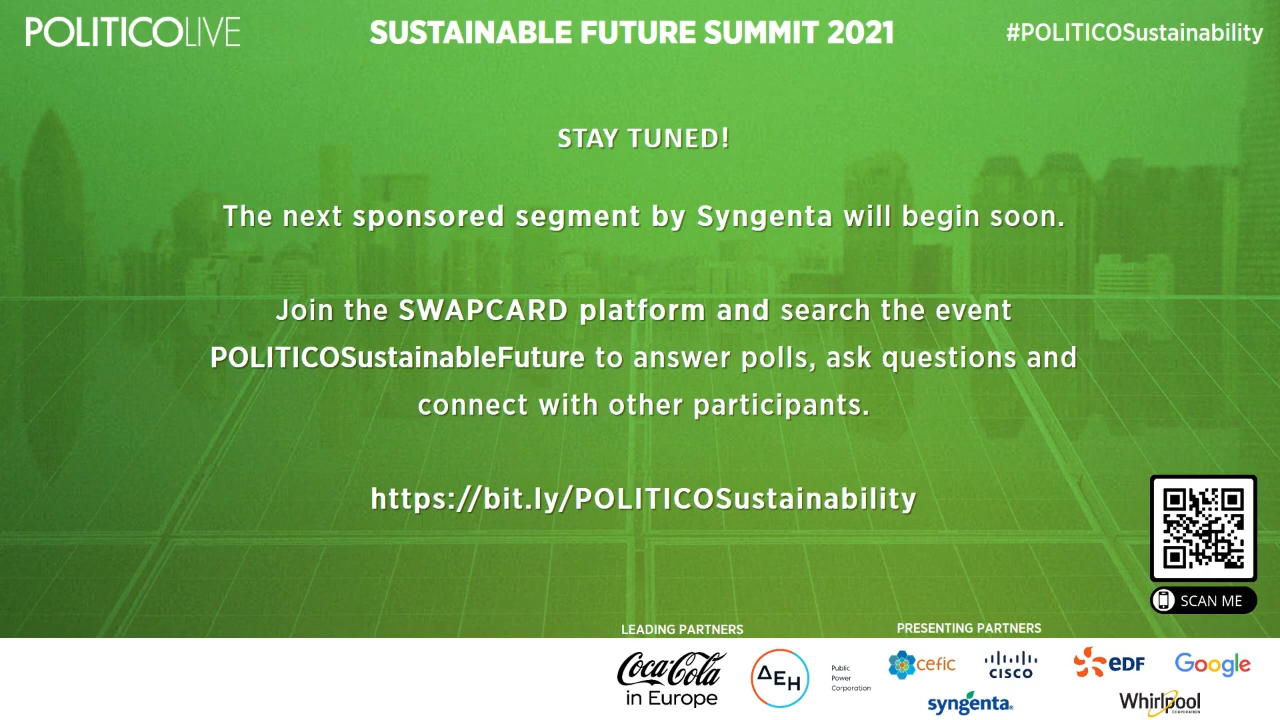 POLITICOLIVE
SUSTAINABLE FUTURE SUMMIT 2021
#POLITICOSustainability
STAY TUNED!
The next sponsored segment by Syngenta will begin soon.
Join the SWAPCARD platform and search the event
POLITICOSustainableFuture to answer polls, ask questions and
connect with other participants.
https://bit.ly/POLITICOSustainability
SCAN ME
LEADING PARTNERS
PRESENTING PARTNERS
Coca-Cola
in Europe
ΔEH
Public
Power
Corporation
cefic
CISCO
EDF
Google
syngenta®
Whirlpool
CORPORATION